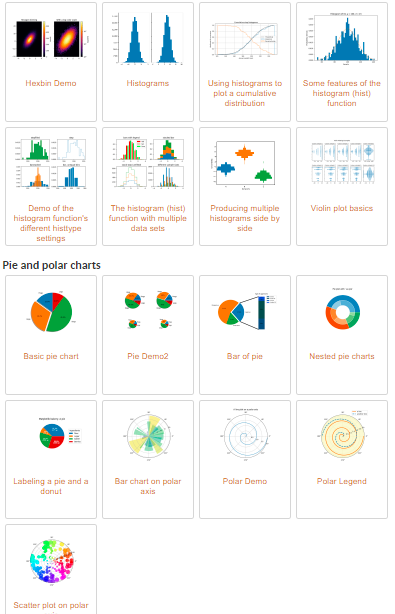 Hexbin Demo
Histograms
Using histograms to
plot a cumulative
distribution
Some features of the
histogram (hist)
function
Demo of the
histogram function's
different histtype
settings
The histogram (hist)
function with multiple
data sets
Producing multiple
histograms side by
side
Violin plot basics
Pie and polar charts
Basic pie chart
Pie Demo2
Bar of pie
Nested pie charts
Labeling a pie and a
donut
Bar chart on polar
axis
Polar Demo
Polar Legend
Scatter plot on polar